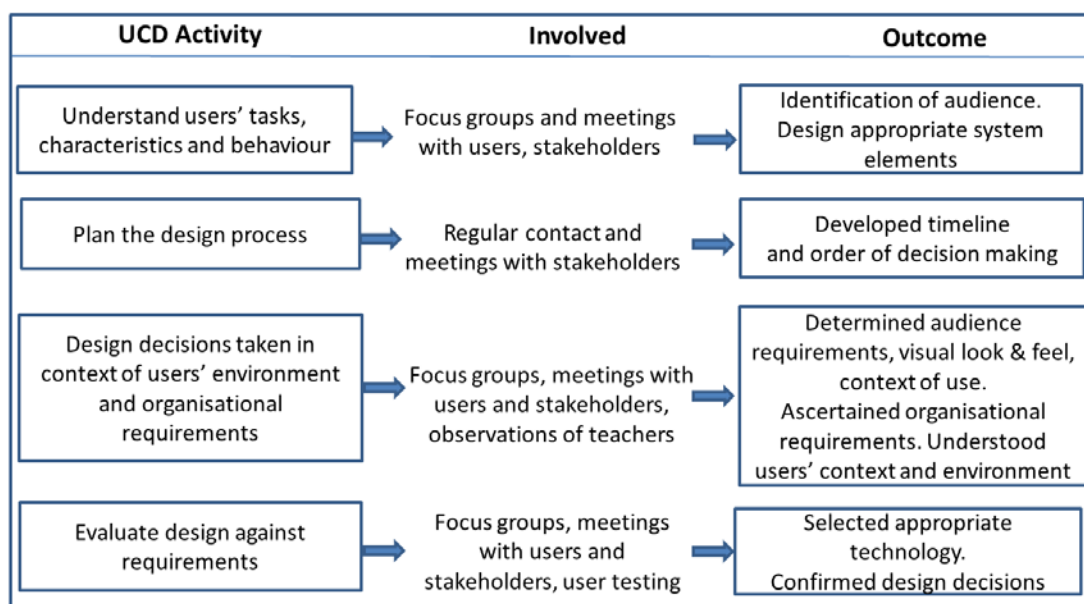 UCD Activity
Involved
Outcome
Understand users' tasks,
characteristics and behaviour
Focus groups and meetings
with users, stakeholders
Identification of audience.
Design appropriate system
elements
Plan the design process
Regular contact and
meetings with stakeholders
Developed timeline
and order of decision making
Design decisions taken in
context of users' environment
and organisational
requirements
Focus groups, meetings with
users and stakeholders,
observations of teachers
Determined audience
requirements, visual look & feel,
context of use.
Ascertained organisational
requirements. Understood
users' context and environment
Evaluate design against
requirements
Focus groups, meetings
with users and
stakeholders, user testing
Selected appropriate
technology.
Confirmed design decisions